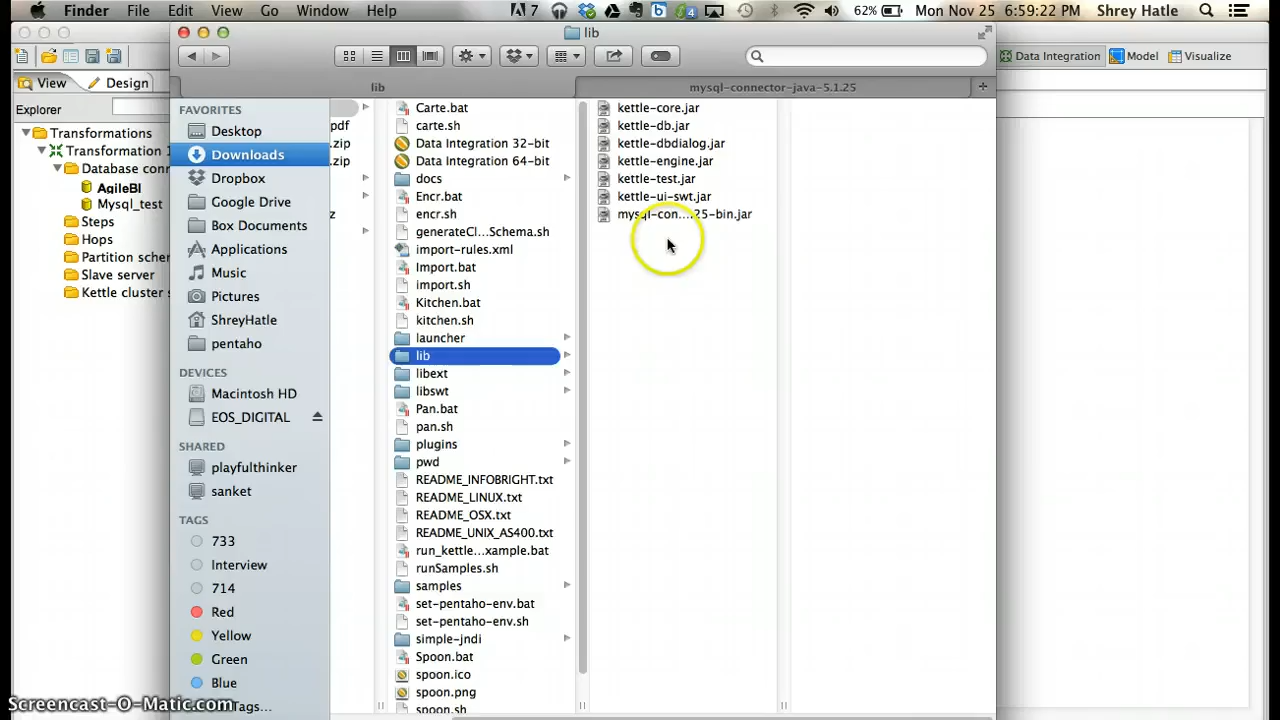 Finder File Edit View Go Window Help 7 4 62% Mon Nov 25 6:59:22 PM Shrey Hatle
lib
Data Integration Model Visualize
View Design
lib mysql-connector-java-5.1.25 +
Explorer
Transformations
Transformation 1
Database conn
AgileBI
Mysql_test
Steps
Hops
Partition schem
Slave server
Kettle cluster s
FAVORITES
Desktop
Downloads
Dropbox
Google Drive
Box Documents
Applications
Music
Pictures
ShreyHatle
pentaho
DEVICES
Macintosh HD
EOS_DIGITAL
SHARED
playfulthinker
sanket
TAGS
733
Interview
714
Red
Yellow
Green
Blue
Tags...
pdf
.zip
.zip
z
Carte.bat
carte.sh
Data Integration 32-bit
Data Integration 64-bit
docs
Encr.bat
encr.sh
generateCl...Schema.sh
import-rules.xml
Import.bat
import.sh
Kitchen.bat
kitchen.sh
launcher
lib
libext
libswt
Pan.bat
pan.sh
plugins
pwd
README_INFOBRIGHT.txt
README_LINUX.txt
README_OSX.txt
README_UNIX_AS400.txt
run_kettle...xample.bat
runSamples.sh
samples
set-pentaho-env.bat
set-pentaho-env.sh
simple-jndi
Spoon.bat
spoon.ico
spoon.png
spoon.sh
kettle-core.jar
kettle-db.jar
kettle-dbdialog.jar
kettle-engine.jar
kettle-test.jar
kettle-ui-swt.jar
mysql-con...25-bin.jar
Screencast-O-Matic.com